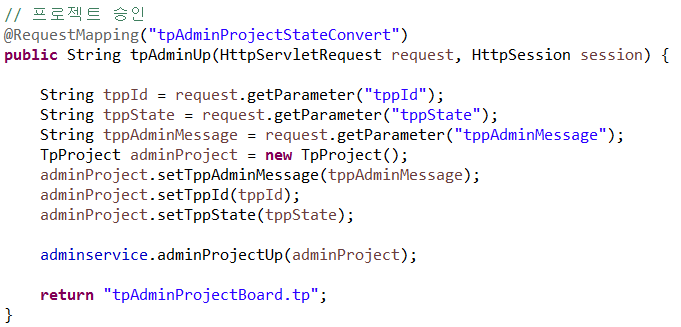 // 프로젝트 승인
@RequestMapping("tpAdminProjectStateConvert")
public String tpAdminUp(HttpServletRequest request, HttpSession session) {
String tppId = request.getParameter("tppId");
String tppState = request.getParameter("tppState");
String tppAdminMessage = request.getParameter("tppAdminMessage");
TpProject adminProject = new TpProject();
adminProject.setTppAdminMessage(tppAdminMessage);
adminProject.setTppId(tppId);
adminProject.setTppState(tppState);
adminservice.adminProjectUp(adminProject);
return "tpAdminProjectBoard.tp";
}